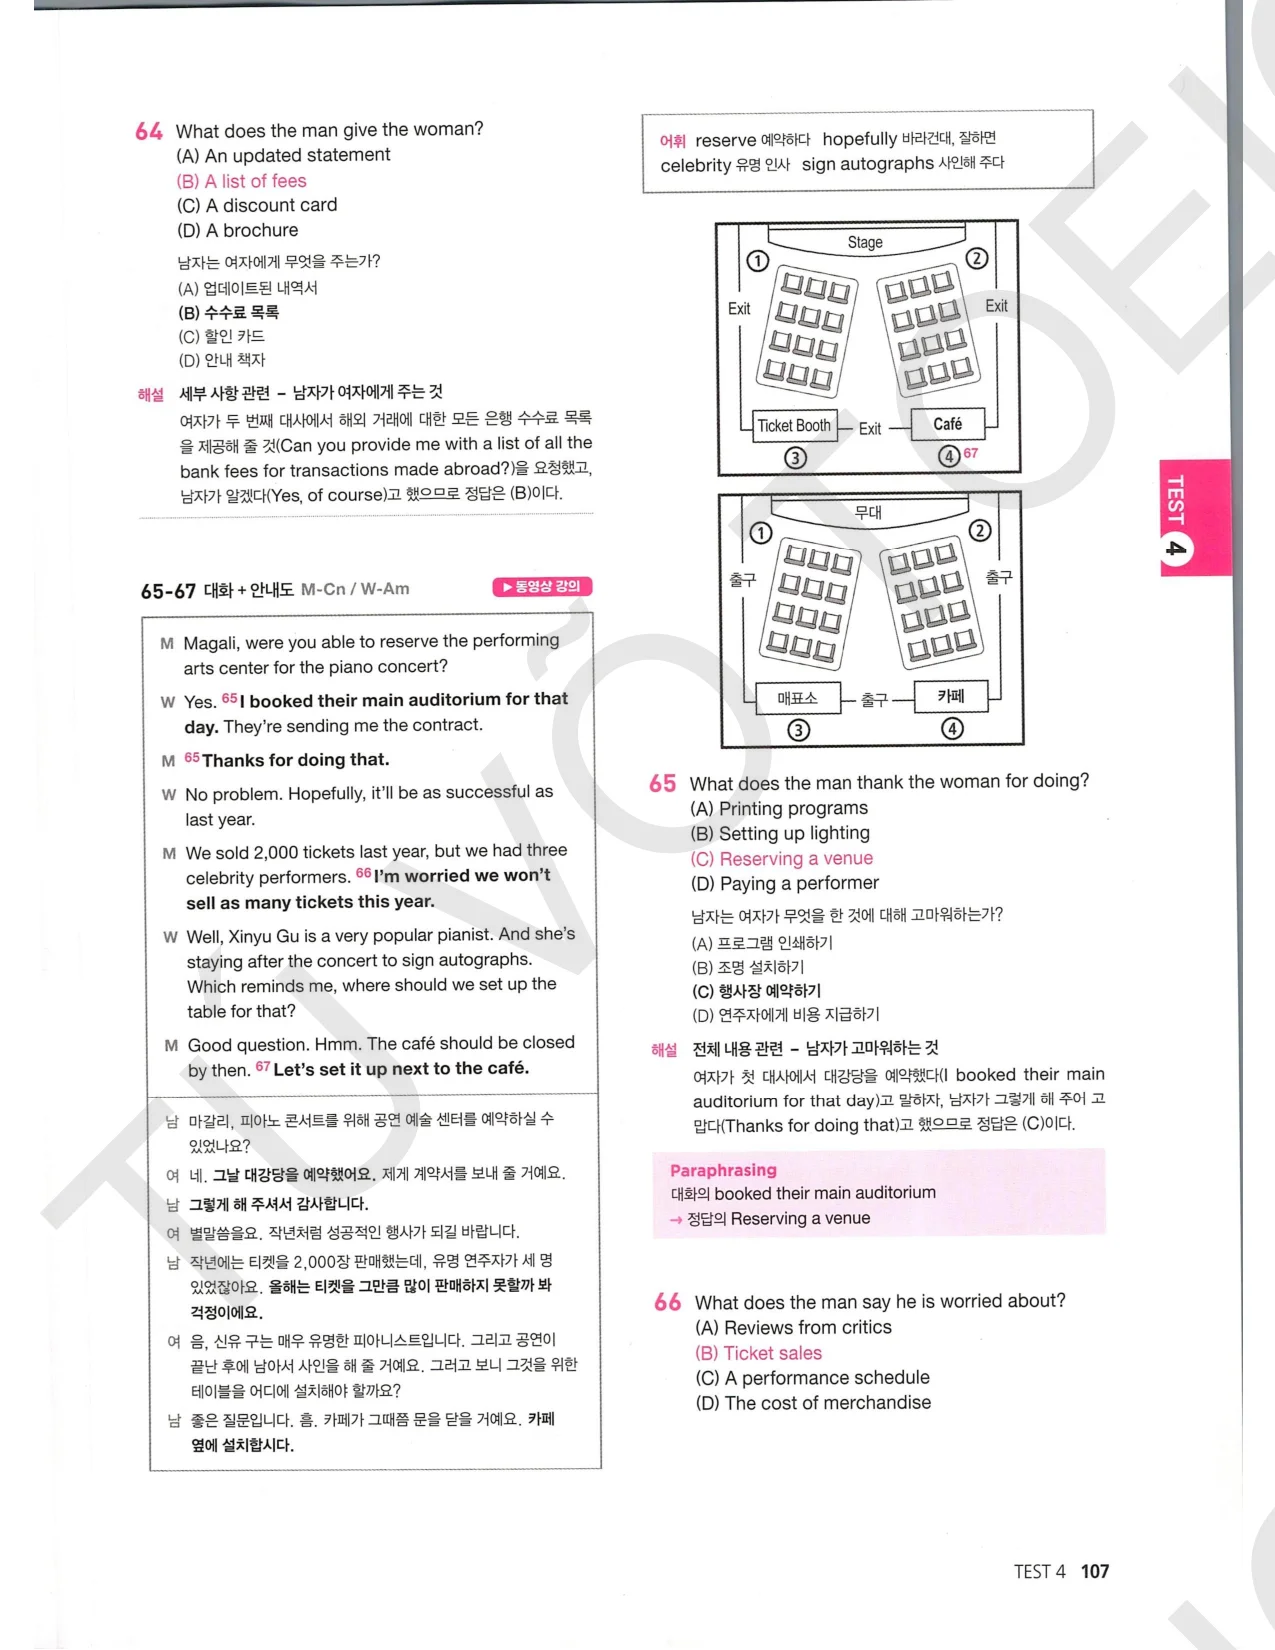 64 What does the man give the woman?
(A) An updated statement
(B) A list of fees
(C) A discount card
(D) A brochure
남자는 여자에게 무엇을 주는가?
(A) 업데이트된 내역서
(B) 수수료 목록
(C) 할인 카드
(D) 안내 책자
해설 세부 사항 관련 – 남자가 여자에게 주는 것
여자가 두 번째 대사에서 해외 거래에 대한 모든 은행 수수료 목록
을 제공해 줄 것(Can you provide me with a list of all the
bank fees for transactions made abroad?)을 요청했고,
남자가 알겠다(Yes, of course)고 했으므로 정답은 (B)이다.
65-67 대화 + 안내도 M-Cn / W-Am
▶ 동영상 강의
M Magali, were you able to reserve the performing
arts center for the piano concert?
W Yes. 65 I booked their main auditorium for that
day. They're sending me the contract.
M 65 Thanks for doing that.
W No problem. Hopefully, it'll be as successful as
last year.
M We sold 2,000 tickets last year, but we had three
celebrity performers. 66 I'm worried we won't
sell as many tickets this year.
W Well, Xinyu Gu is a very popular pianist. And she's
staying after the concert to sign autographs.
Which reminds me, where should we set up the
table for that?
M Good question. Hmm. The café should be closed
by then. 67 Let's set it up next to the café.
남 마갈리, 피아노 콘서트를 위해 공연 예술 센터를 예약하실 수
있었나요?
여 네. 그날 대강당을 예약했어요. 제게 계약서를 보내 줄 거예요.
남 그렇게 해 주셔서 감사합니다.
여 별말씀을요. 작년처럼 성공적인 행사가 되길 바랍니다.
남 작년에는 티켓을 2,000장 판매했는데, 유명 연주자가 세 명
있었잖아요. 올해는 티켓을 그만큼 많이 판매하지 못할까 봐
걱정이에요.
여 음, 신유 구는 매우 유명한 피아니스트입니다. 그리고 공연이
끝난 후에 남아서 사인을 해 줄 거예요. 그러고 보니 그것을 위한
테이블을 어디에 설치해야 할까요?
남 좋은 질문입니다. 흠. 카페가 그때쯤 문을 닫을 거예요. 카페
옆에 설치합시다.
어휘 reserve 예약하다 hopefully 바라건대, 잘하면
celebrity 유명 인사 sign autographs 사인해 주다
Stage
① ②
Exit Exit
Ticket Booth Exit Café
③ ④ 67
무대
① ②
출구 출구
매표소 출구 카페
③ ④
65 What does the man thank the woman for doing?
(A) Printing programs
(B) Setting up lighting
(C) Reserving a venue
(D) Paying a performer
남자는 여자가 무엇을 한 것에 대해 고마워하는가?
(A) 프로그램 인쇄하기
(B) 조명 설치하기
(C) 행사장 예약하기
(D) 연주자에게 비용 지급하기
해설 전체 내용 관련 – 남자가 고마워하는 것
여자가 첫 대사에서 대강당을 예약했다(I booked their main
auditorium for that day)고 말하자, 남자가 그렇게 해 주어 고
맙다(Thanks for doing that)고 했으므로 정답은 (C)이다.
Paraphrasing
대화의 booked their main auditorium
→ 정답의 Reserving a venue
66 What does the man say he is worried about?
(A) Reviews from critics
(B) Ticket sales
(C) A performance schedule
(D) The cost of merchandise
TEST 4
TEST 4 107
TÚ VÕ TOEIC